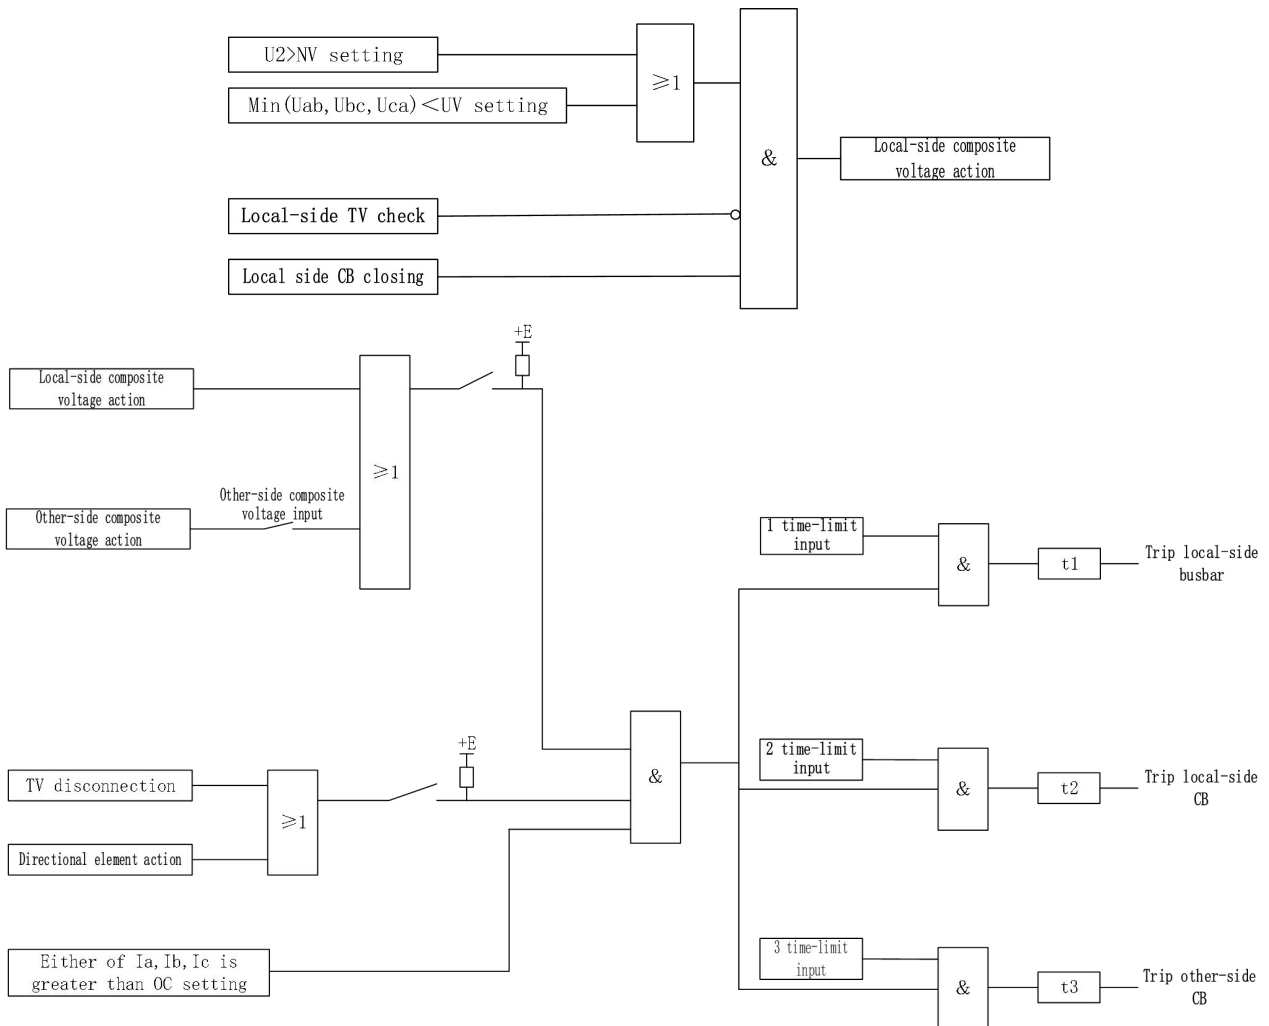 U2>NV setting
≥1
Min(Uab,Ubc,Uca)<UV setting
&
Local-side composite
voltage action
Local-side TV check
Local side CB closing
+E
Local-side composite
voltage action
≥1
Other-side composite
voltage input
Other-side composite
voltage action
1 time-limit
input
&
t1
Trip local-side
busbar
+E
TV disconnection
≥1
Directional element action
&
2 time-limit
input
&
t2
Trip local-side
CB
Either of Ia,Ib,Ic is
greater than OC setting
3 time-limit
input
&
t3
Trip other-side
CB